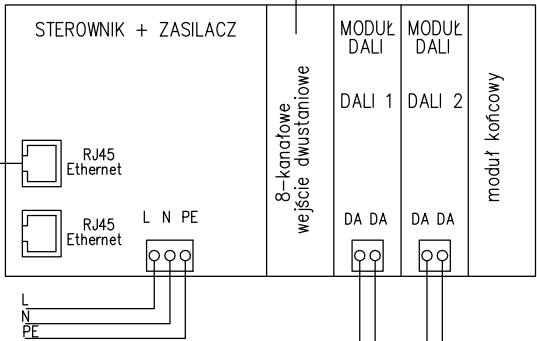 STEROWNIK + ZASILACZ
RJ45
Ethernet
RJ45
Ethernet
L N PE
L
N
PE
8-kanałowe
wejście dwustaniowe
MODUŁ
DALI
DALI 1
DA DA
MODUŁ
DALI
DALI 2
DA DA
moduł końcowy